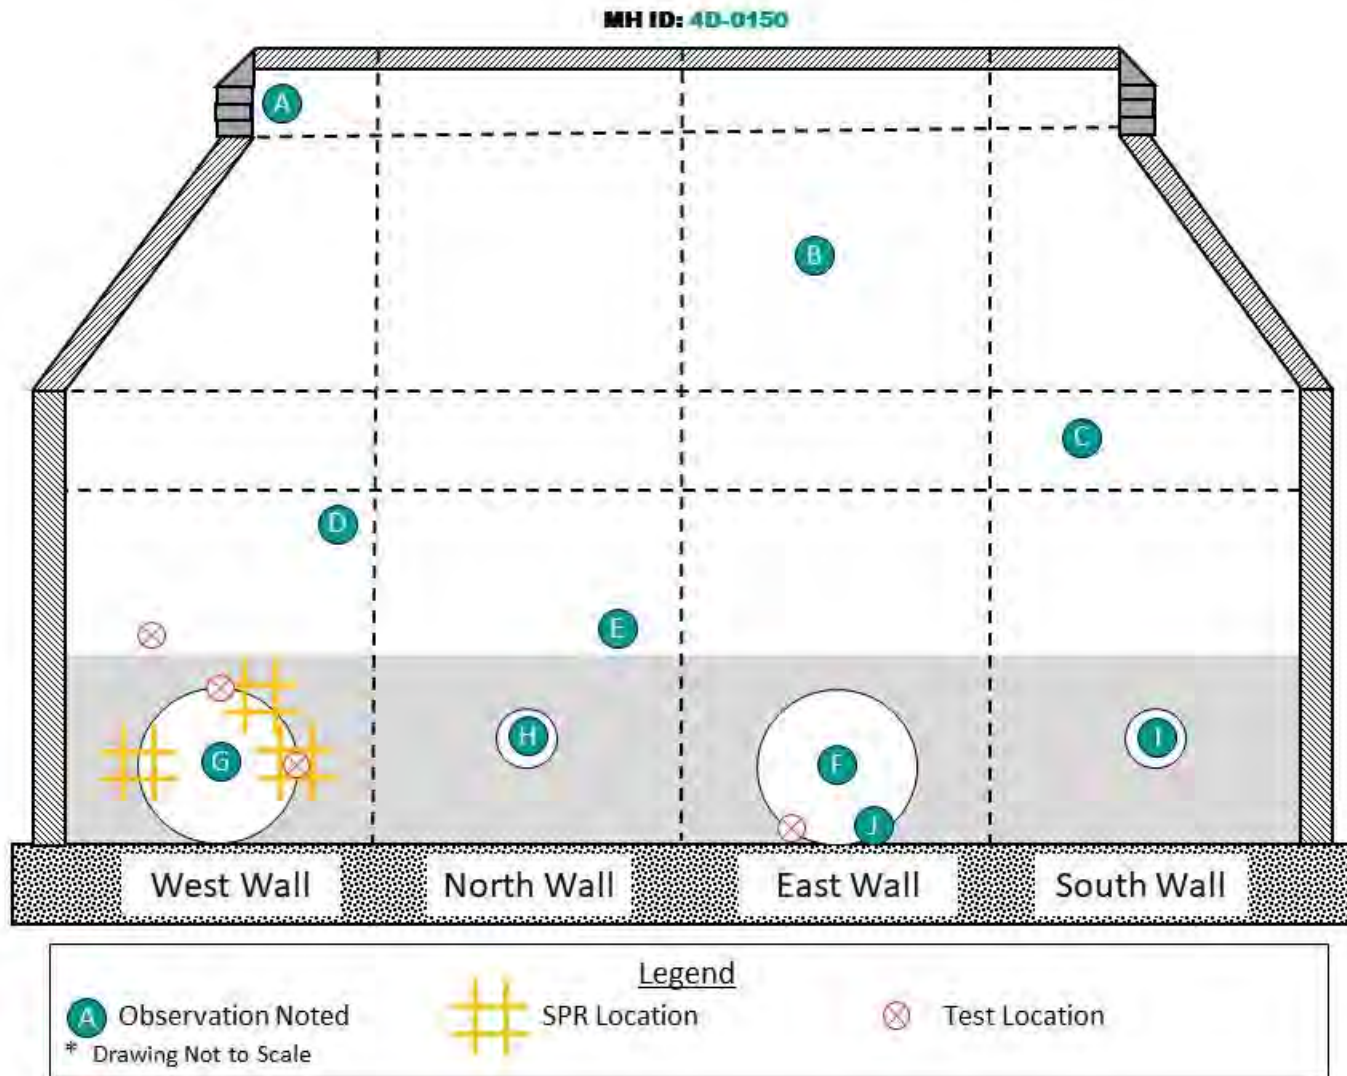 MH ID: 4D-0150
A
B
C
D
E
G
H
F
I
J
West Wall
North Wall
East Wall
South Wall
Legend
A Observation Noted
SPR Location
Test Location
* Drawing Not to Scale